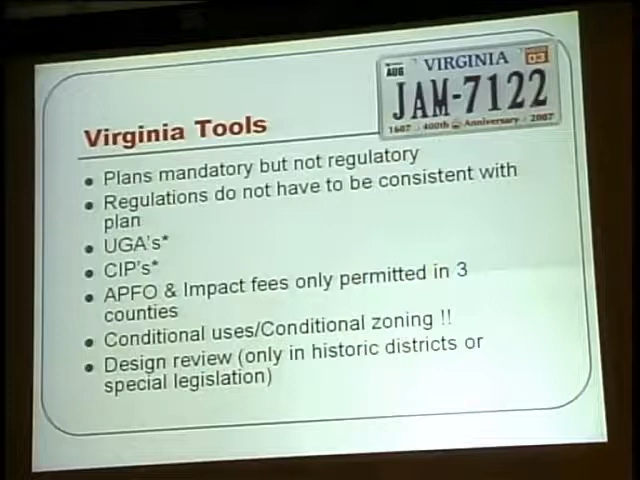 AUG VIRGINIA 03
JAM-7122
1607 400th Anniversary 2007
Virginia Tools
• Plans mandatory but not regulatory
• Regulations do not have to be consistent with
plan
• UGA's*
• CIP's*
• APFO & Impact fees only permitted in 3
counties
• Conditional uses/Conditional zoning !!
• Design review (only in historic districts or
special legislation)